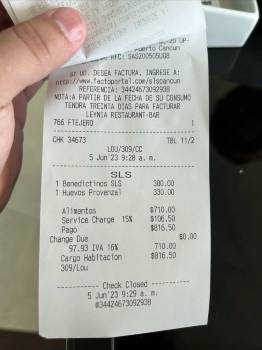 Puerto Cancun
RFC: SAS200505UG8
SI UD. DESEA FACTURA, INGRESE A:
http://www.factoportal.com/slscancun
REFERENCIA: 34424673092938
NOTA:A PARTIR DE LA FECHA DE SU CONSUMO
TENDRA TREINTA DIAS PARA FACTURAR
LEYNIA RESTAURANT-BAR
766 FTEJERO 1
CHK 34673 TBL 11/2
LOU/309/CC
5 Jun'23 9:28 a. m.
SLS
1 Benedictinos SLS 380.00
1 Huevos Provenzal 330.00
Alimentos $710.00
Service Charge 15% $106.50
Pago $816.50
Change Due $0.00
97.93 IVA 16% 710.00
Cargo Habitacion $816.50
309/Lou
---------- Check Closed ----------
5 Jun'23 9:29 a. m.
#34424673092938